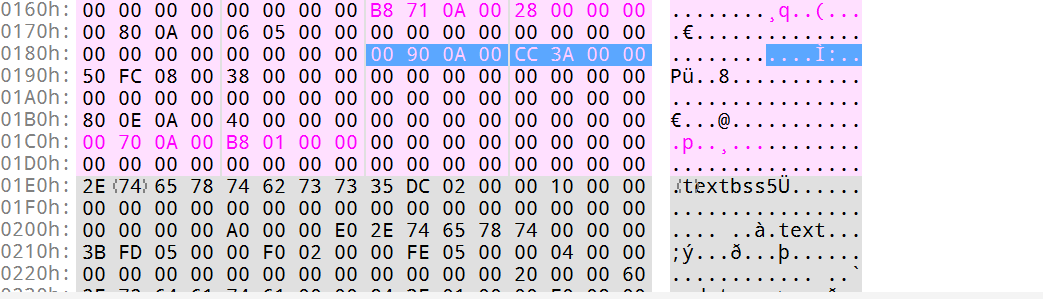 0160h: 00 00 00 00 00 00 00 00 B8 71 0A 00 28 00 00 00 ........¸q..(...
0170h: 00 80 0A 00 06 05 00 00 00 00 00 00 00 00 00 00 .€..............
0180h: 00 00 00 00 00 00 00 00 00 90 0A 00 CC 3A 00 00 ............Ì:..
0190h: 50 FC 08 00 38 00 00 00 00 00 00 00 00 00 00 00 Pü..8...........
01A0h: 00 00 00 00 00 00 00 00 00 00 00 00 00 00 00 00 ................
01B0h: 80 0E 0A 00 40 00 00 00 00 00 00 00 00 00 00 00 €...@...........
01C0h: 00 70 0A 00 B8 01 00 00 00 00 00 00 00 00 00 00 .p..¸...........
01D0h: 00 00 00 00 00 00 00 00 00 00 00 00 00 00 00 00 ................
01E0h: 2E 74 65 78 74 62 73 73 35 DC 02 00 00 10 00 00 .textbss5Ü......
01F0h: 00 00 00 00 00 00 00 00 00 00 00 00 00 00 00 00 ................
0200h: 00 00 00 00 A0 00 00 E0 2E 74 65 78 74 00 00 00 .... ..à.text...
0210h: 3B FD 05 00 00 F0 02 00 00 FE 05 00 00 04 00 00 ;ý...ð...þ......
0220h: 00 00 00 00 00 00 00 00 00 00 00 00 20 00 00 60 ............ ..`